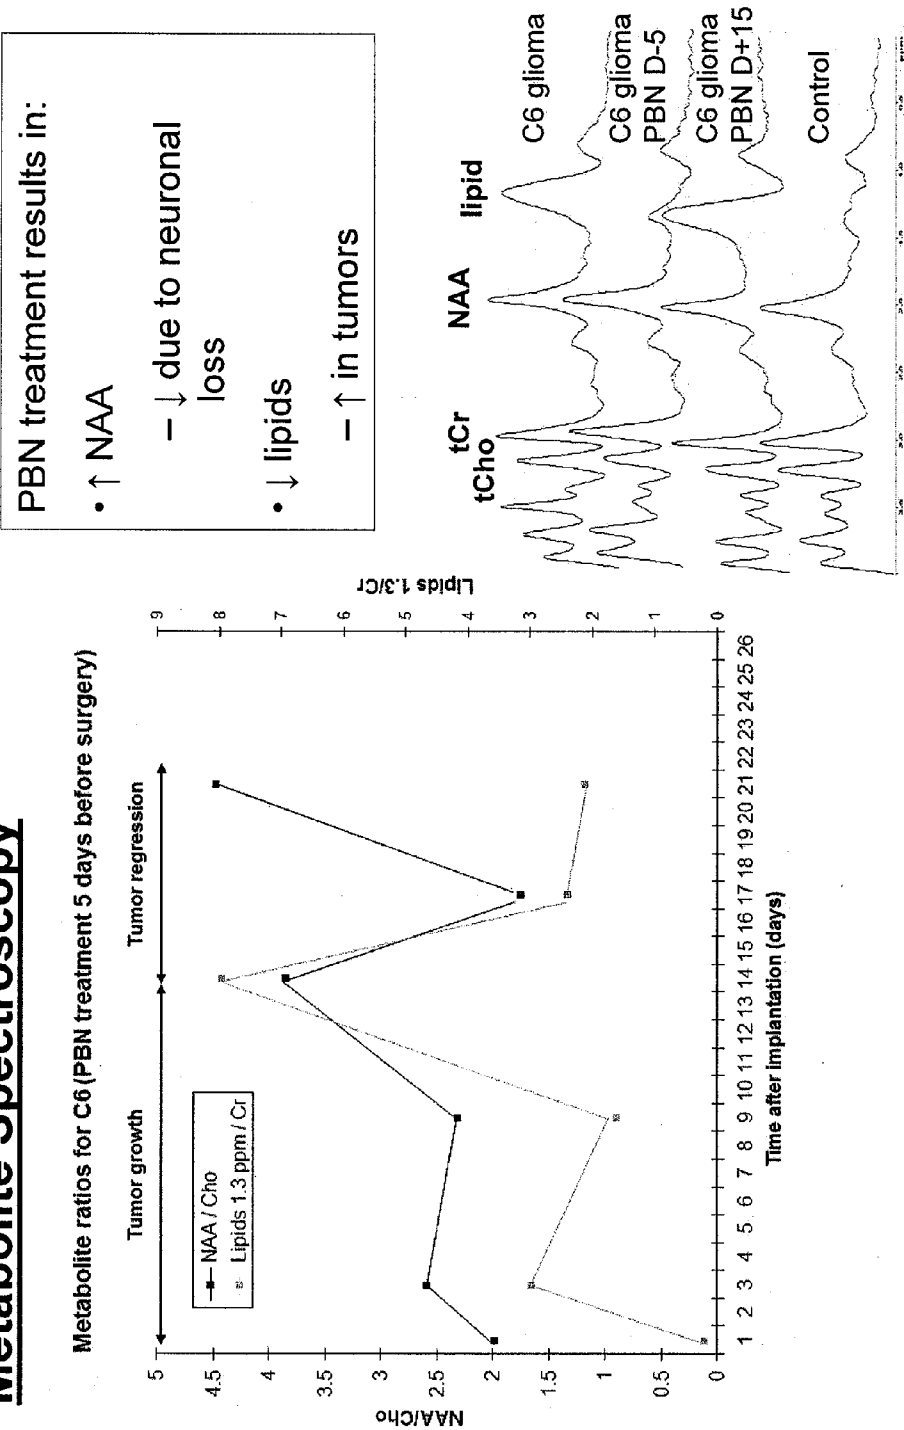 Metabolite Spectroscopy
Metabolite ratios for C6 (PBN treatment 5 days before surgery)
Tumor growth
Tumor regression
NAA / Cho
Lipids 1.3 ppm / Cr
NAA/Cho
5
4.5
4
3.5
3
2.5
2
1.5
1
0.5
0
Lipids 1.3/Cr
9
8
7
6
5
4
3
2
1
0
1 2 3 4 5 6 7 8 9 10 11 12 13 14 15 16 17 18 19 20 21 22 23 24 25 26
Time after implantation (days)
PBN treatment results in:
• ↑ NAA
– ↓ due to neuronal
loss
• ↓ lipids
– ↑ in tumors
tCho
tCr
NAA
lipid
C6 glioma
C6 glioma
PBN D-5
C6 glioma
PBN D+15
Control